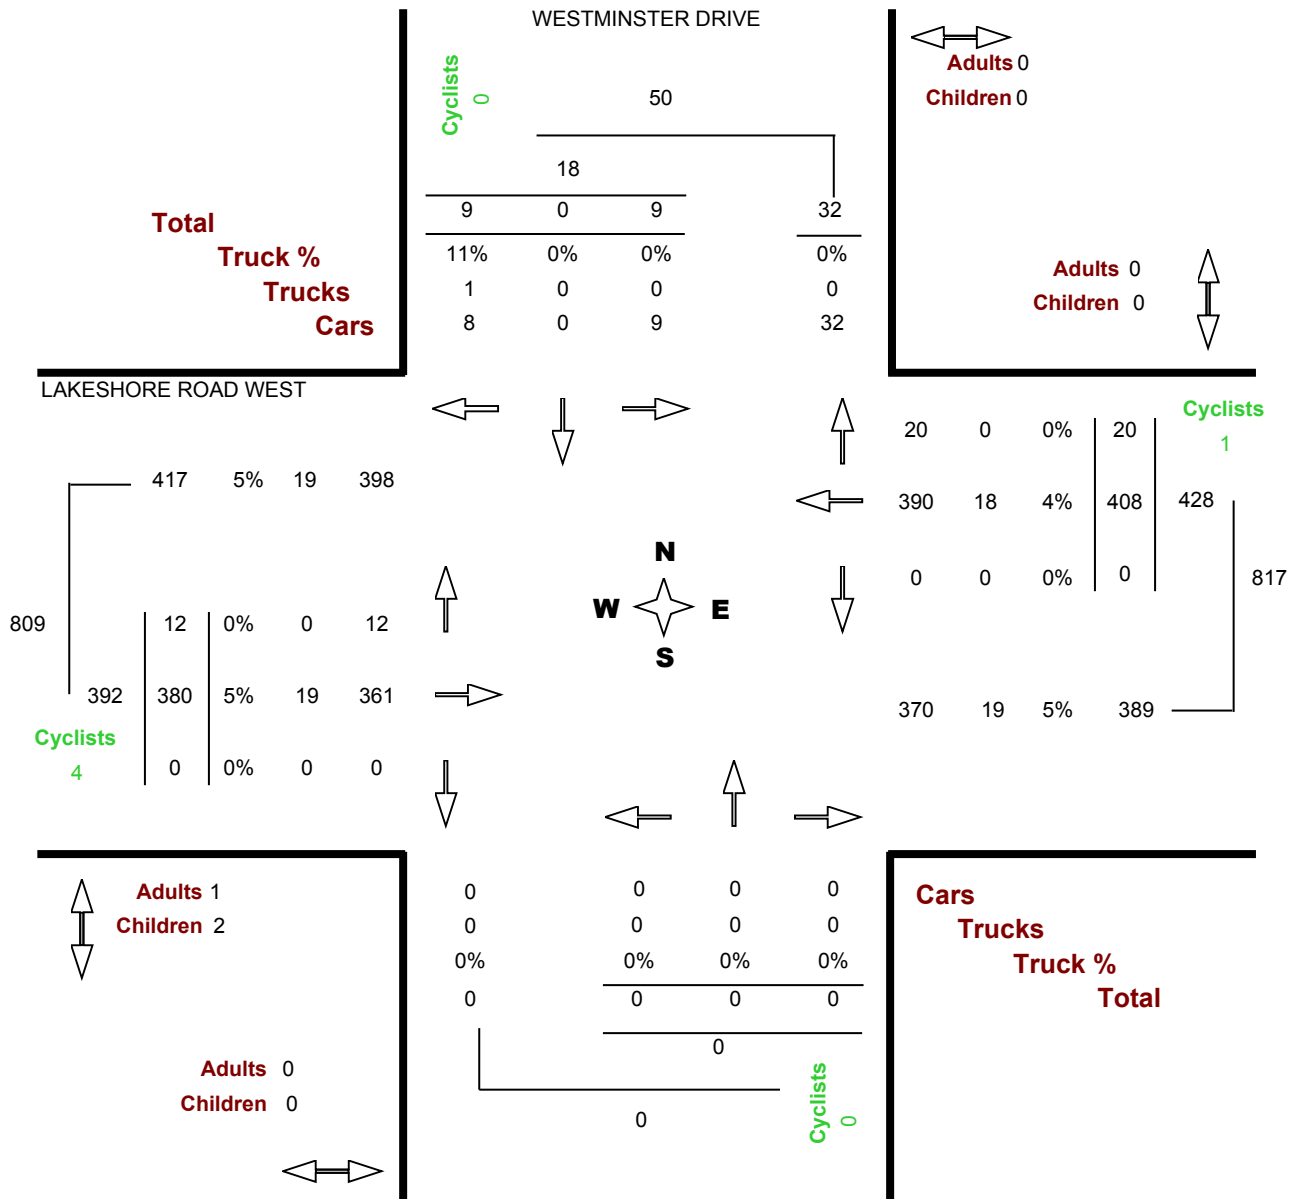 WESTMINSTER DRIVE
Cyclists
0
50
Adults 0
Children 0
18
9 0 9 32
Total
Truck %
Trucks
Cars
11% 0% 0% 0%
1 0 0 0
8 0 9 32
Adults 0
Children 0
LAKESHORE ROAD WEST
Cyclists
1
20 0 0% 20
417 5% 19 398
390 18 4% 408 428
N
W E
S
0 0 0% 0
817
809
12 0% 0 12
392 380 5% 19 361
370 19 5% 389
Cyclists
4
0 0% 0 0
Adults 1
Children 2
0 0 0 0
0 0 0 0
0% 0% 0% 0%
0 0 0 0
Cars
Trucks
Truck %
Total
0
Adults 0
Children 0
Cyclists
0
0